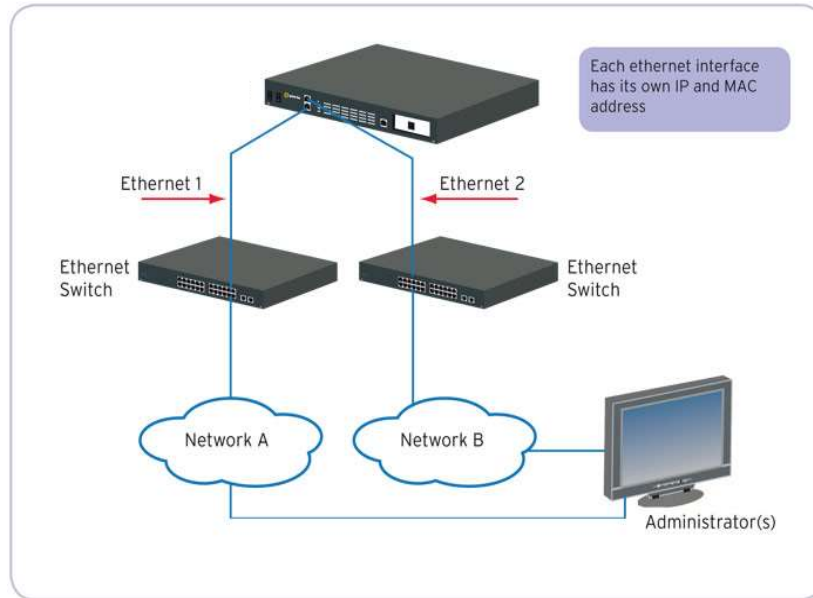 Each ethernet interface
has its own IP and MAC
address
Ethernet 1
Ethernet 2
Ethernet
Switch
Ethernet
Switch
Network A
Network B
Administrator(s)